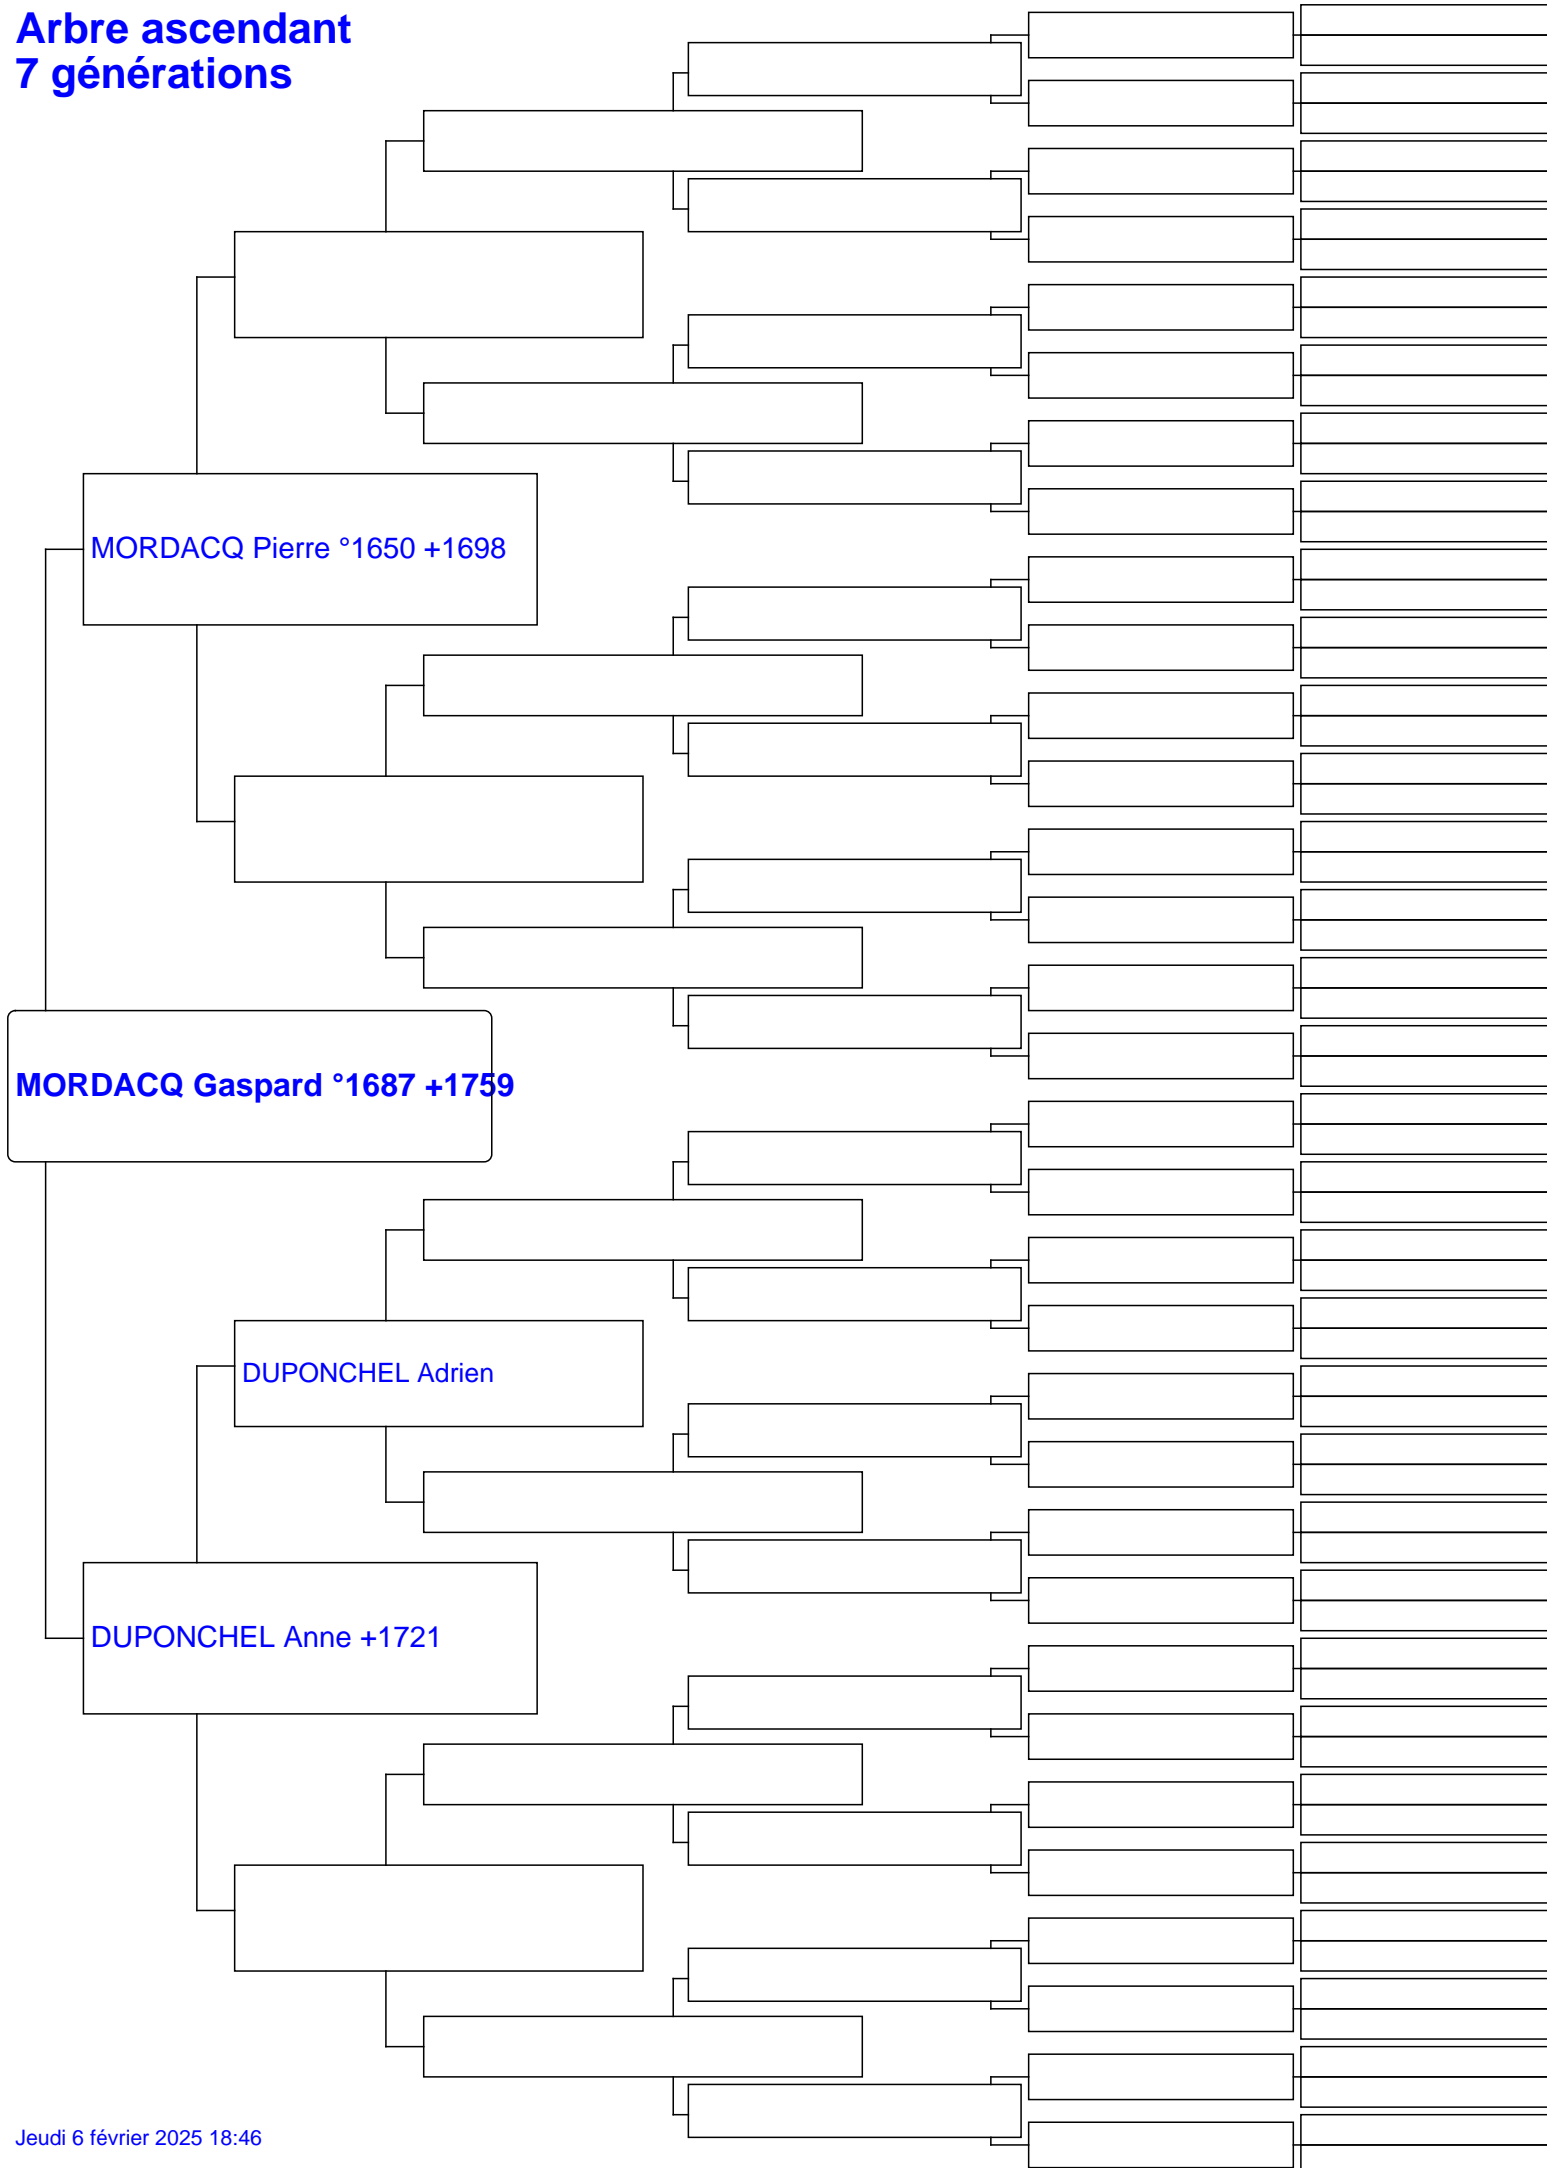 Arbre ascendant
7 générations
MORDACQ Pierre °1650 +1698
MORDACQ Gaspard °1687 +1759
DUPONCHEL Adrien
DUPONCHEL Anne +1721
Jeudi 6 février 2025 18:46